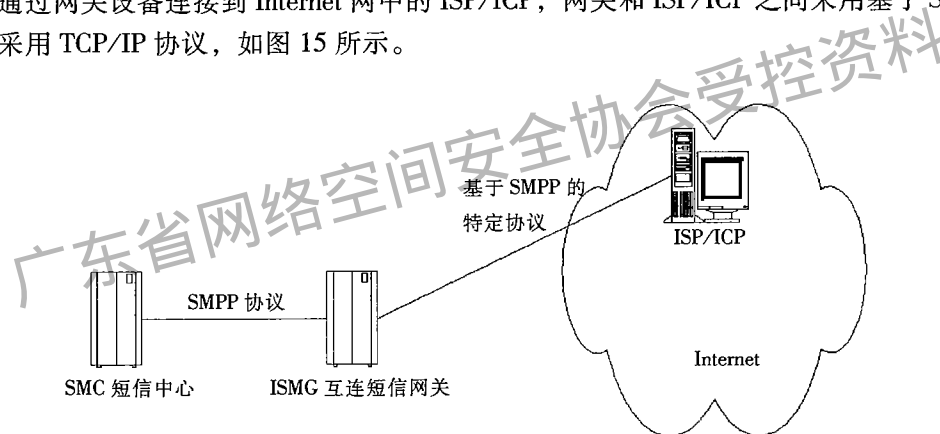 通过网关设备连接到 Internet 网中的 ISP/ICP，网关和 ISP/ICP 之间采用基于 S
采用 TCP/IP 协议，如图 15 所示。
广东省网络空间安全协会受控资料
基于 SMPP 的
特定协议
ISP/ICP
SMPP 协议
Internet
SMC 短信中心
ISMG 互连短信网关